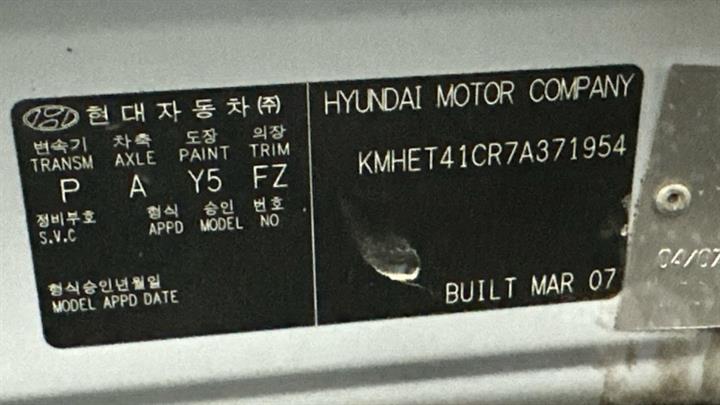 현대자동차(주)
변속기 차축 도장 의장
TRANSM AXLE PAINT TRIM
P A Y5 FZ
정비부호 형식 승인 번호
S.V.C APPD MODEL NO
형식승인년월일
MODEL APPD DATE
HYUNDAI MOTOR COMPANY
KMHET41CR7A371954
BUILT MAR 07
04/07